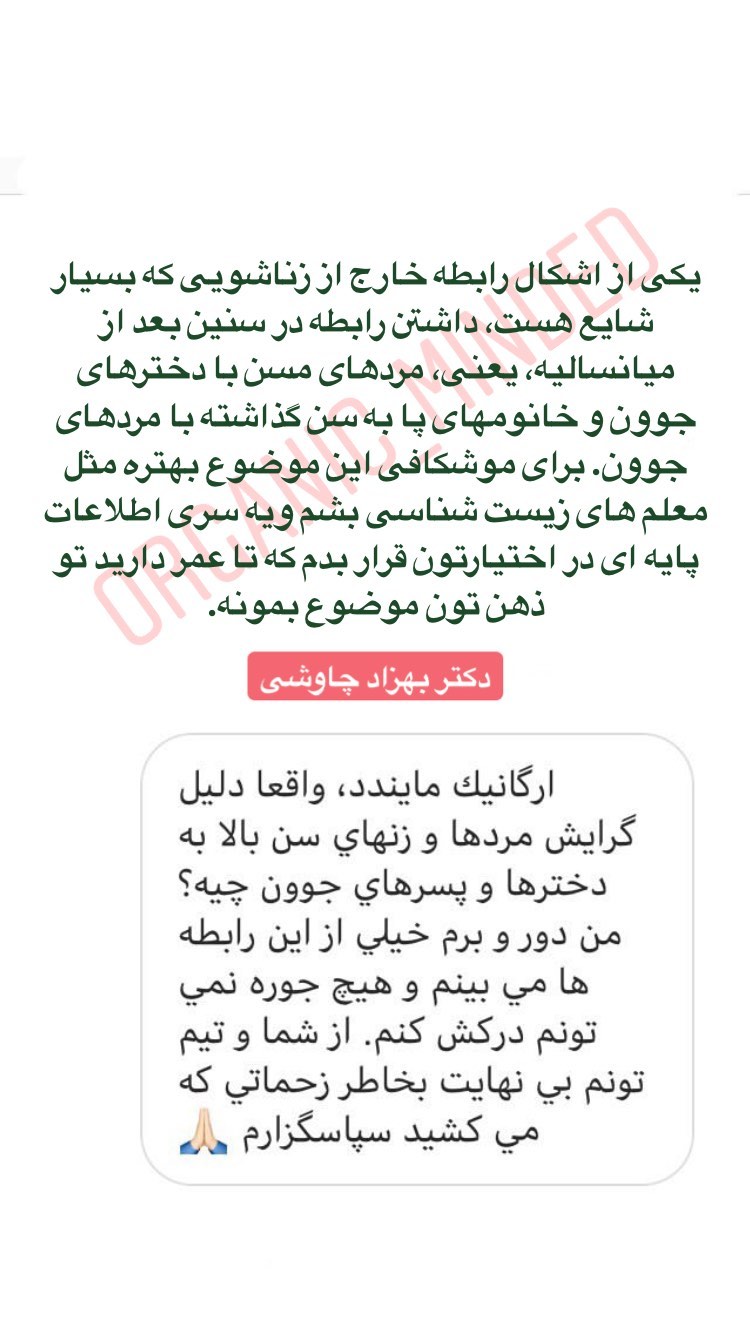 یکی از اشکال رابطه خارج از زناشویی که بسیار
شایع هست، داشتن رابطه در سنین بعد از
میانسالیه، یعنی، مردهای مسن با دخترهای
جوون و خانومهای پا به سن گذاشته با مردهای
جوون. برای موشکافی این موضوع بهتره مثل
معلم های زیست شناسی بشم ویه سری اطلاعات
پایه ای در اختیارتون قرار بدم که تا عمر دارید تو
ذهن تون موضوع بمونه.
ORGANIC_MINDED
دکتر بهزاد چاوشی
ارگانيك مايندد، واقعا دليل
گرايش مردها و زنهاي سن بالا به
دخترها و پسرهاي جوون چيه؟
من دور و برم خيلي از اين رابطه
ها مي بينم و هيچ جوره نمي
تونم درکش کنم. از شما و تيم
تونم بي نهايت بخاطر زحماتي که
مي کشيد سپاسگزارم 🙏🏻